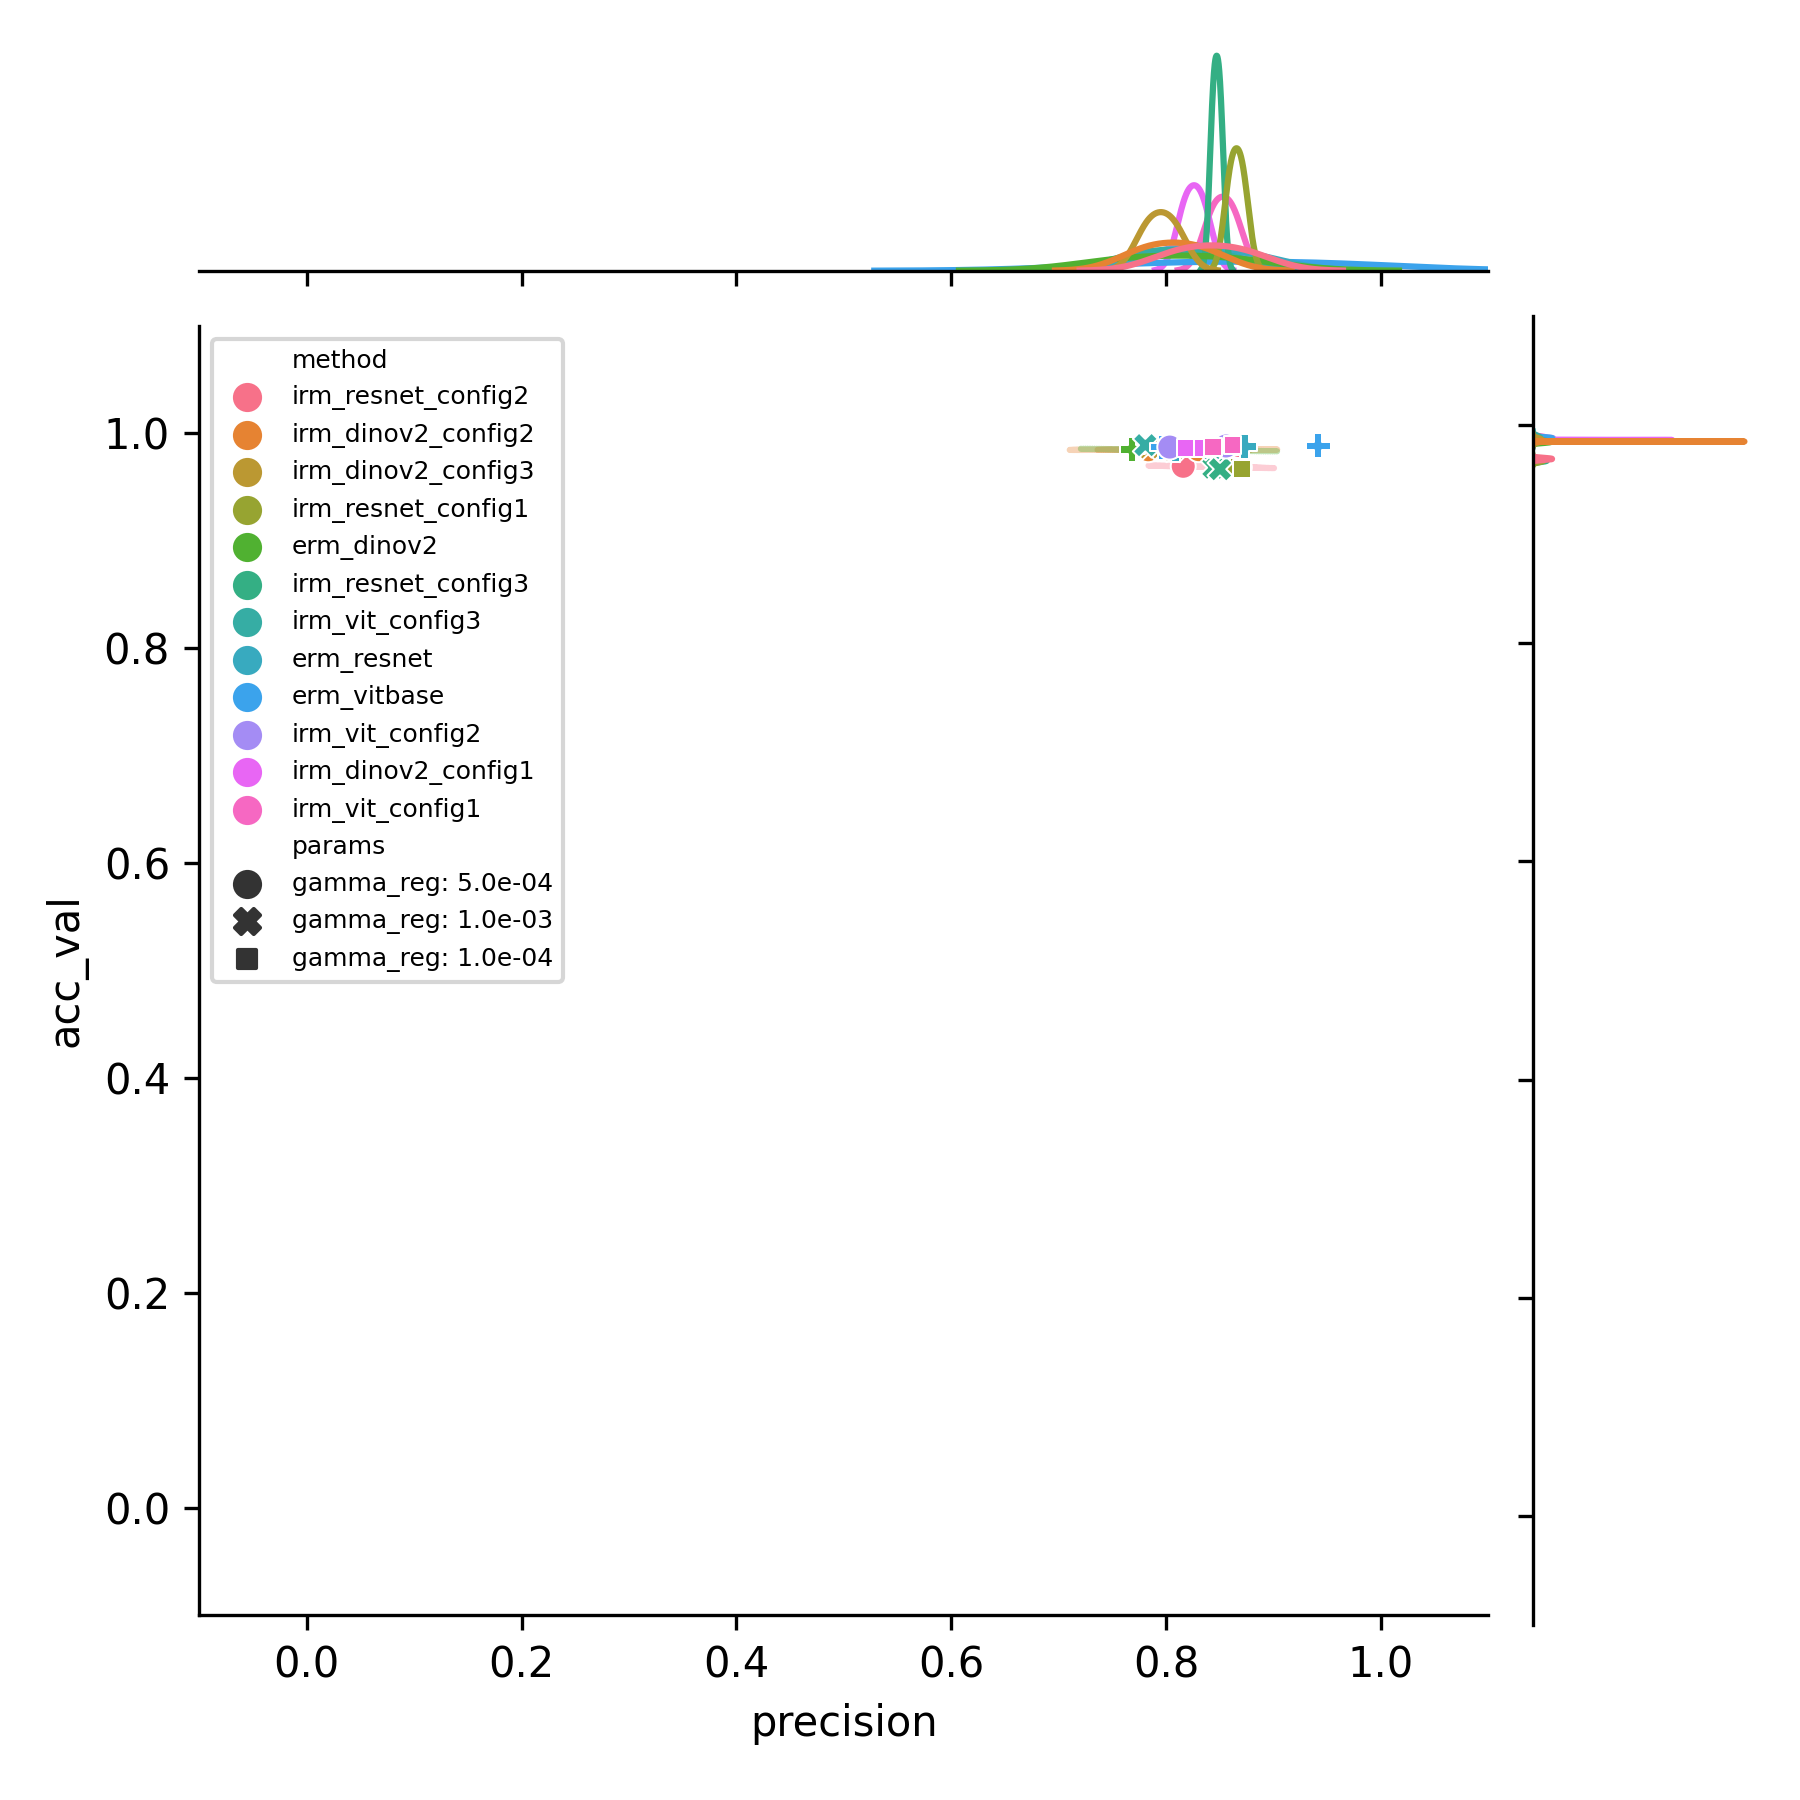 method
irm_resnet_config2
irm_dinov2_config2
irm_dinov2_config3
irm_resnet_config1
erm_dinov2
irm_resnet_config3
irm_vit_config3
erm_resnet
erm_vitbase
irm_vit_config2
irm_dinov2_config1
irm_vit_config1
params
gamma_reg: 5.0e-04
gamma_reg: 1.0e-03
gamma_reg: 1.0e-04
acc_val
1.0
0.8
0.6
0.4
0.2
0.0
0.0 0.2 0.4 0.6 0.8 1.0
precision